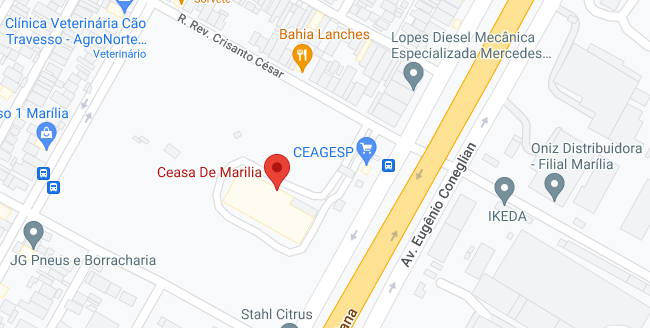 Sorvete
Clínica Veterinária Cão
Travesso - AgroNorte...
Veterinário
R. Rev. Crisanto César
Bahia Lanches
Lopes Diesel Mecânica
Especializada Mercedes...
so 1 Marília
CEAGESP
Ceasa De Marilia
Oniz Distribuidora
- Filial Marília
IKEDA
Av. Eugênio Coneglian
JG Pneus e Borracharia
Stahl Citrus
ana